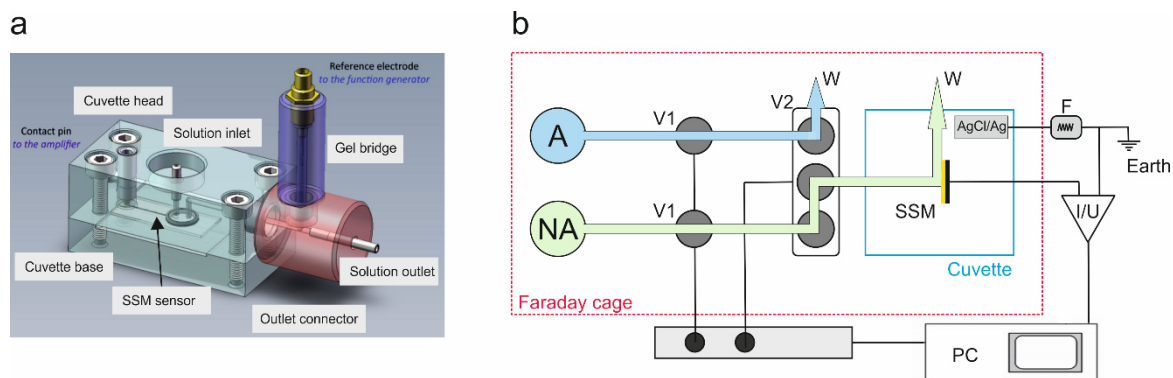 a
Reference electrode
to the function generator
Cuvette head
Solution inlet
Contact pin
to the amplifier
Gel bridge
Cuvette base
SSM sensor
Solution outlet
Outlet connector
b
W
W
V2
V1
F
A
AgCl/Ag
Earth
V1
I/U
NA
SSM
Cuvette
Faraday cage
PC